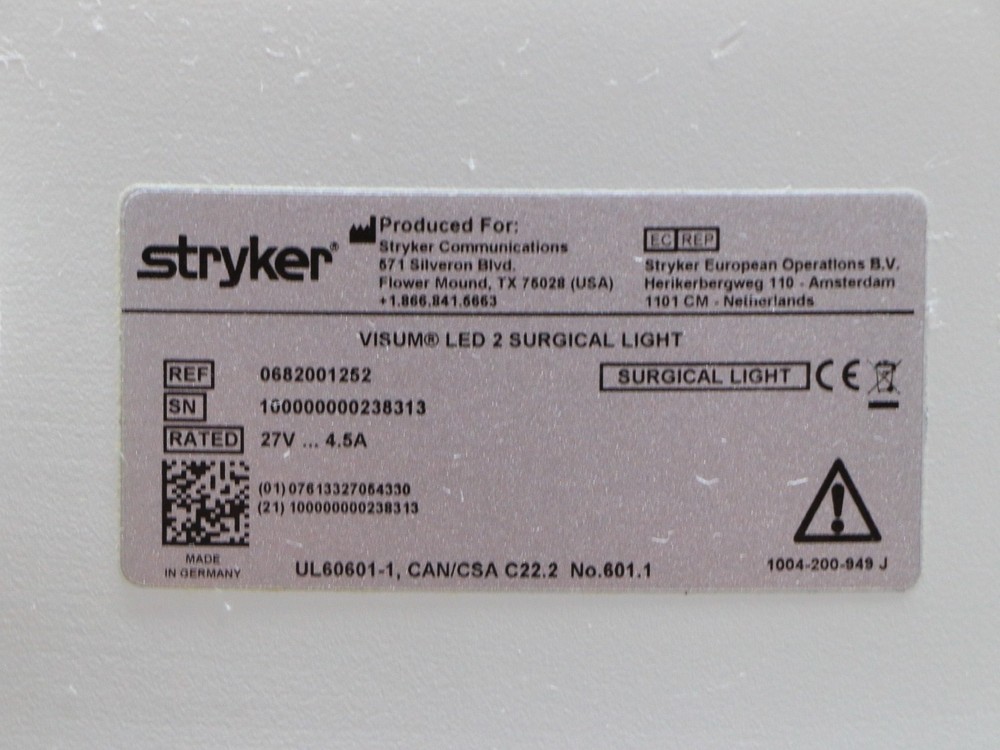 stryker®
Produced For:
Stryker Communications
571 Silveron Blvd.
Flower Mound, TX 75028 (USA)
+1.866.841.5663
EC REP
Stryker European Operations B.V.
Herikerbergweg 110 - Amsterdam
1101 CM - Netherlands
VISUM® LED 2 SURGICAL LIGHT
REF 0682001252
SURGICAL LIGHT CE
SN 100000000238313
RATED 27V ... 4.5A
(01) 07613327054330
(21) 100000000238313
MADE
IN GERMANY
UL60601-1, CAN/CSA C22.2 No.601.1
1004-200-949 J